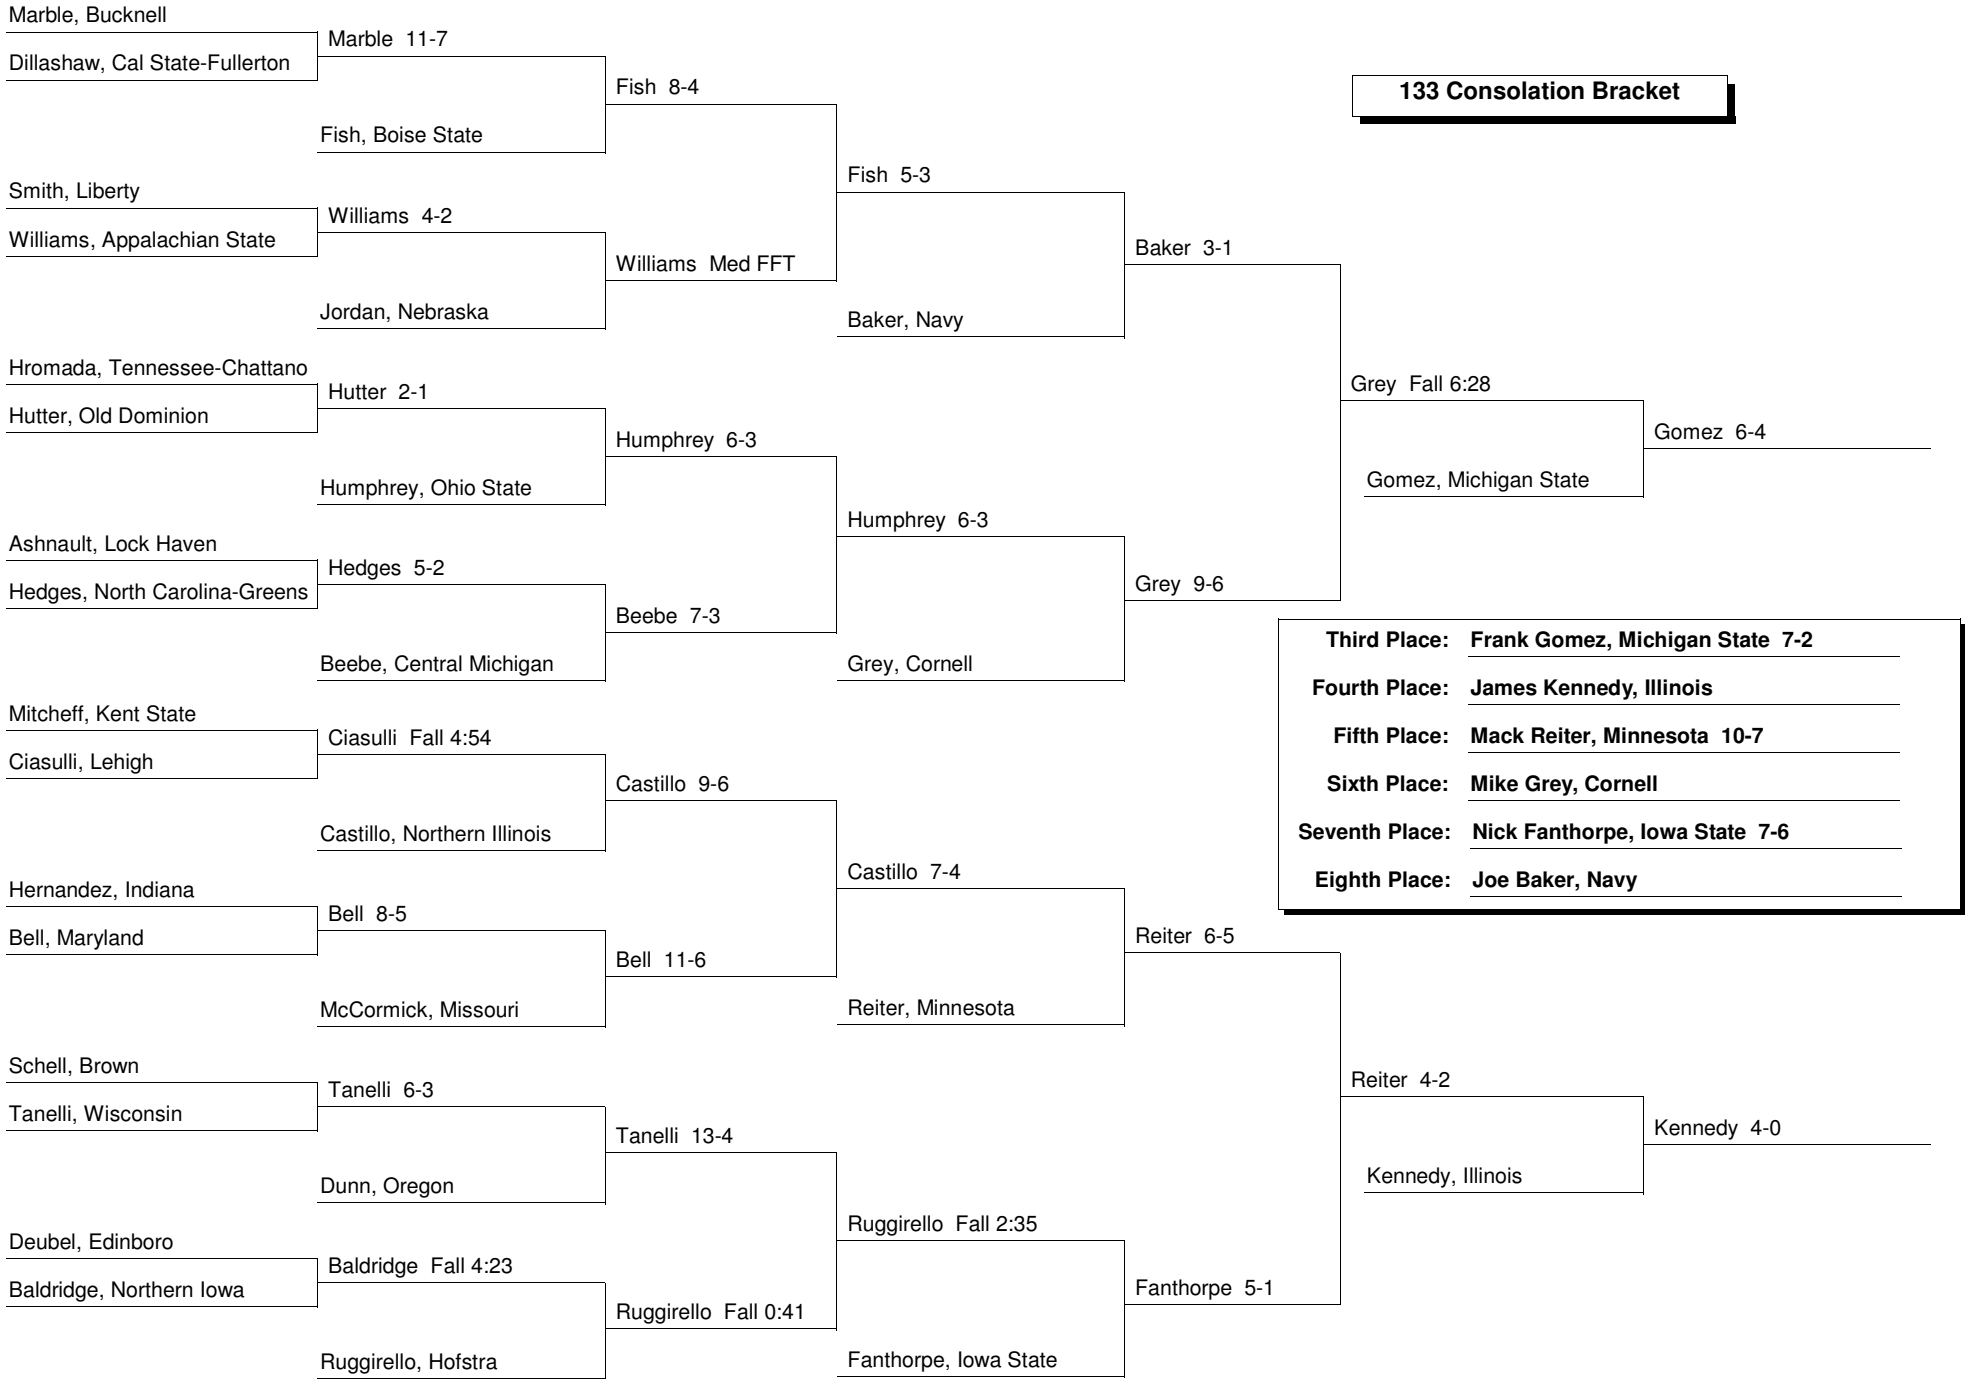 133 Consolation Bracket
Marble, Bucknell
Dillashaw, Cal State-Fullerton
Smith, Liberty
Williams, Appalachian State
Hromada, Tennessee-Chattano
Hutter, Old Dominion
Ashnault, Lock Haven
Hedges, North Carolina-Greens
Mitcheff, Kent State
Ciasulli, Lehigh
Hernandez, Indiana
Bell, Maryland
Schell, Brown
Tanelli, Wisconsin
Deubel, Edinboro
Baldridge, Northern Iowa
Marble 11-7
Fish, Boise State
Williams 4-2
Jordan, Nebraska
Hutter 2-1
Humphrey, Ohio State
Hedges 5-2
Beebe, Central Michigan
Ciasulli Fall 4:54
Castillo, Northern Illinois
Bell 8-5
McCormick, Missouri
Tanelli 6-3
Dunn, Oregon
Baldridge Fall 4:23
Ruggirello, Hofstra
Fish 8-4
Williams Med FFT
Humphrey 6-3
Beebe 7-3
Castillo 9-6
Bell 11-6
Tanelli 13-4
Ruggirello Fall 0:41
Fish 5-3
Baker, Navy
Humphrey 6-3
Grey, Cornell
Castillo 7-4
Reiter, Minnesota
Ruggirello Fall 2:35
Fanthorpe, Iowa State
Baker 3-1
Grey 9-6
Reiter 6-5
Fanthorpe 5-1
Grey Fall 6:28
Gomez, Michigan State
Reiter 4-2
Kennedy, Illinois
Gomez 6-4
Kennedy 4-0
Third Place: Frank Gomez, Michigan State 7-2
Fourth Place: James Kennedy, Illinois
Fifth Place: Mack Reiter, Minnesota 10-7
Sixth Place: Mike Grey, Cornell
Seventh Place: Nick Fanthorpe, Iowa State 7-6
Eighth Place: Joe Baker, Navy